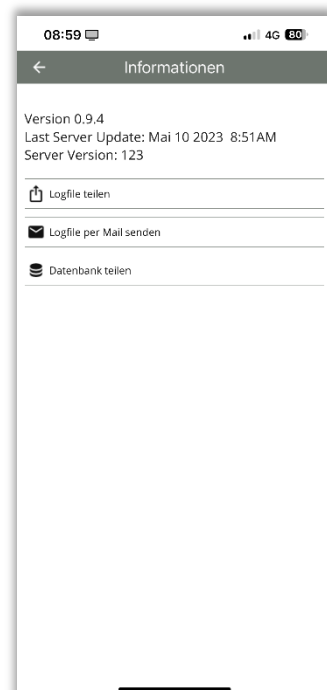 08:59 4G 80
Informationen
Version 0.9.4
Last Server Update: Mai 10 2023 8:51AM
Server Version: 123
Logfile teilen
Logfile per Mail senden
Datenbank teilen